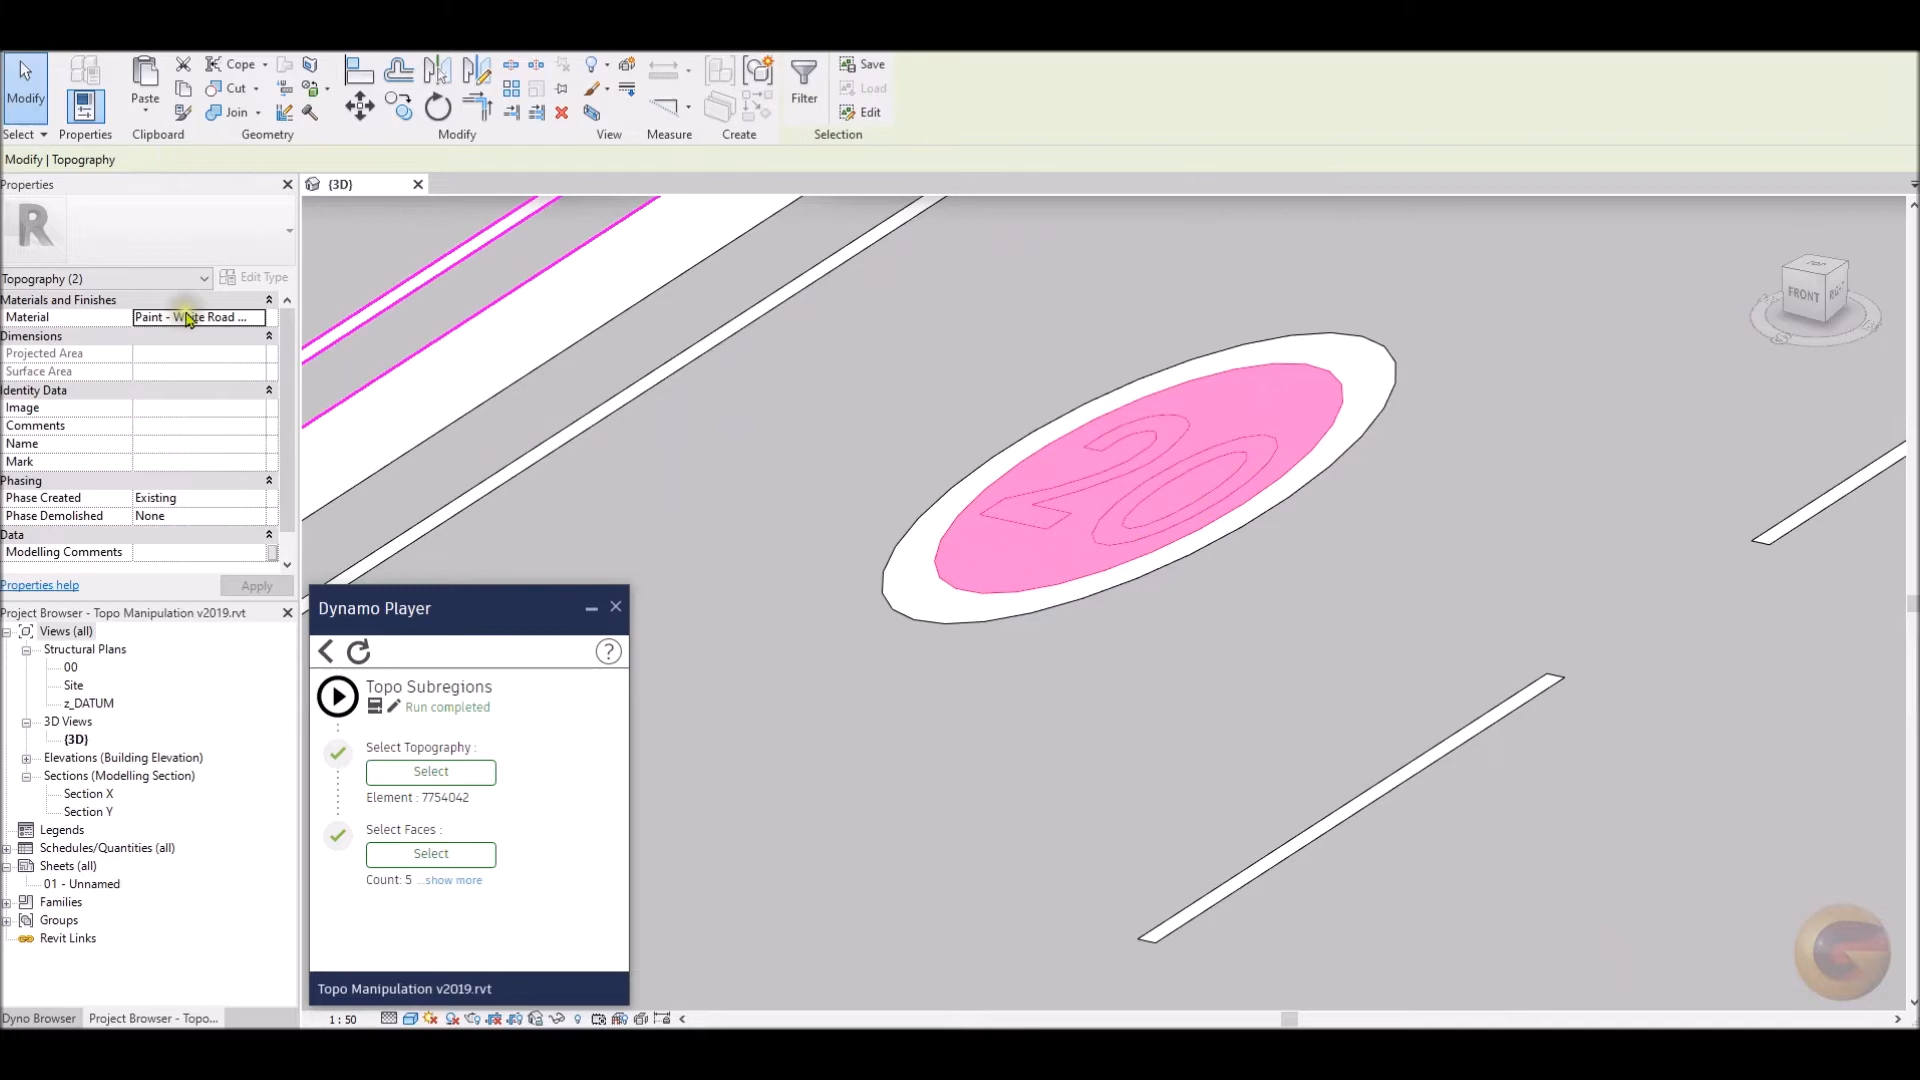 Modify
Select
Properties
Paste
Clipboard
Cope
Cut
Join
Geometry
Modify
View
Measure
Create
Filter
Save
Load
Edit
Selection
Modify | Topography
Properties
{3D}
R
Topography (2)
Edit Type
Materials and Finishes
Material
Paint - White Road ...
Dimensions
Projected Area
Surface Area
Identity Data
Image
Comments
Name
Mark
Phasing
Phase Created Existing
Phase Demolished None
Data
Modelling Comments
Properties help
Apply
Project Browser - Topo Manipulation v2019.rvt
Views (all)
Structural Plans
00
Site
z_DATUM
3D Views
{3D}
Elevations (Building Elevation)
Sections (Modelling Section)
Section X
Section Y
Legends
Schedules/Quantities (all)
Sheets (all)
01 - Unnamed
Families
Groups
Revit Links
Dyno Browser
Project Browser - Topo...
Dynamo Player
?
Topo Subregions
Run completed
Select Topography :
Select
Element : 7754042
Select Faces :
Select
Count: 5 ...show more
Topo Manipulation v2019.rvt
1 : 50
20
TOP
FRONT
RIGHT
S